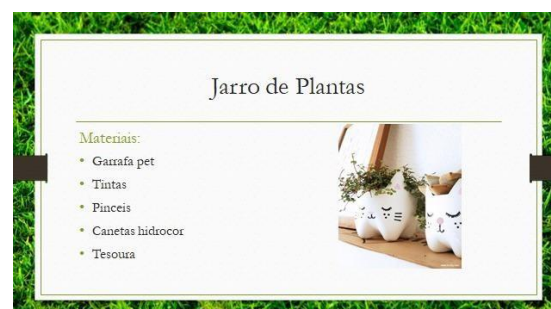 Jarro de Plantas
Materiais:
• Garrafa pet
• Tintas
• Pinceis
• Canetas hidrocor
• Tesoura